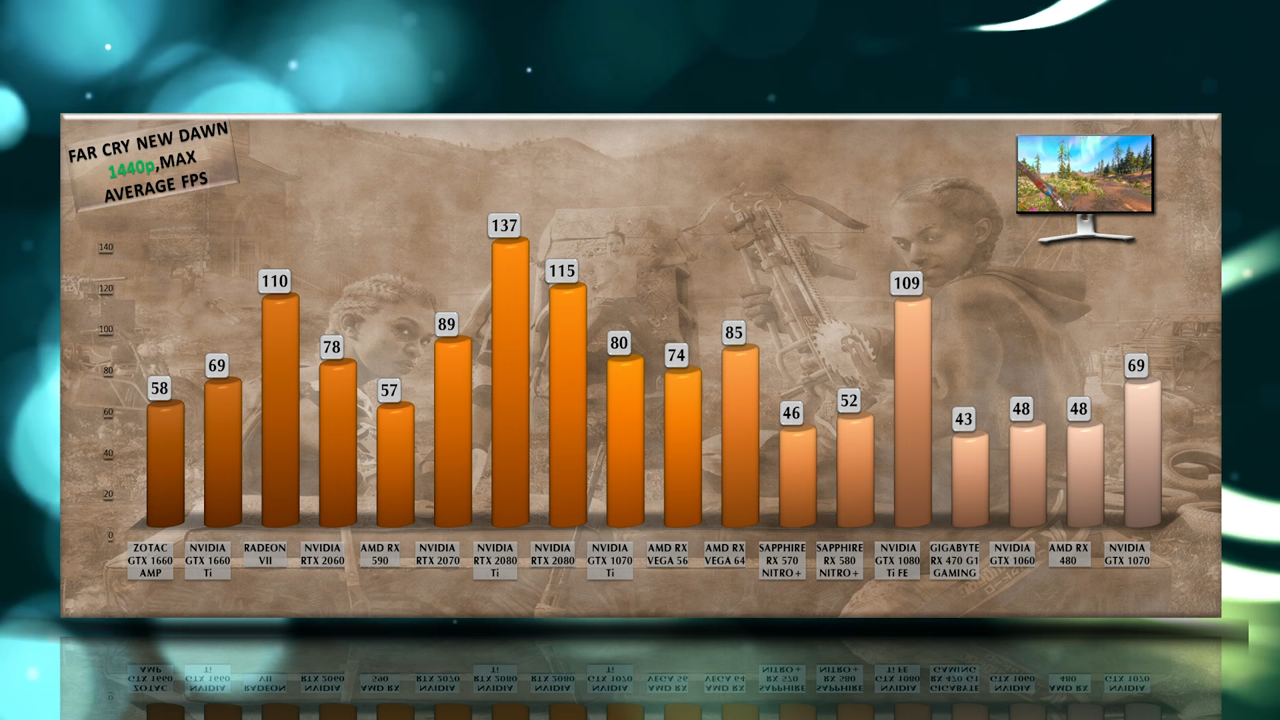 FAR CRY NEW DAWN
1440p,MAX
AVERAGE FPS
140
120
100
80
60
40
20
0
58
69
110
78
57
89
137
115
80
74
85
46
52
109
43
48
48
69
ZOTAC
GTX 1660
AMP
NVIDIA
GTX 1660
Ti
RADEON
VII
NVIDIA
RTX 2060
AMD RX
590
NVIDIA
RTX 2070
NVIDIA
RTX 2080
Ti
NVIDIA
RTX 2080
NVIDIA
GTX 1070
Ti
AMD RX
VEGA 56
AMD RX
VEGA 64
SAPPHIRE
RX 570
NITRO+
SAPPHIRE
RX 580
NITRO+
NVIDIA
GTX 1080
Ti FE
GIGABYTE
RX 470 G1
GAMING
NVIDIA
GTX 1060
AMD RX
480
NVIDIA
GTX 1070